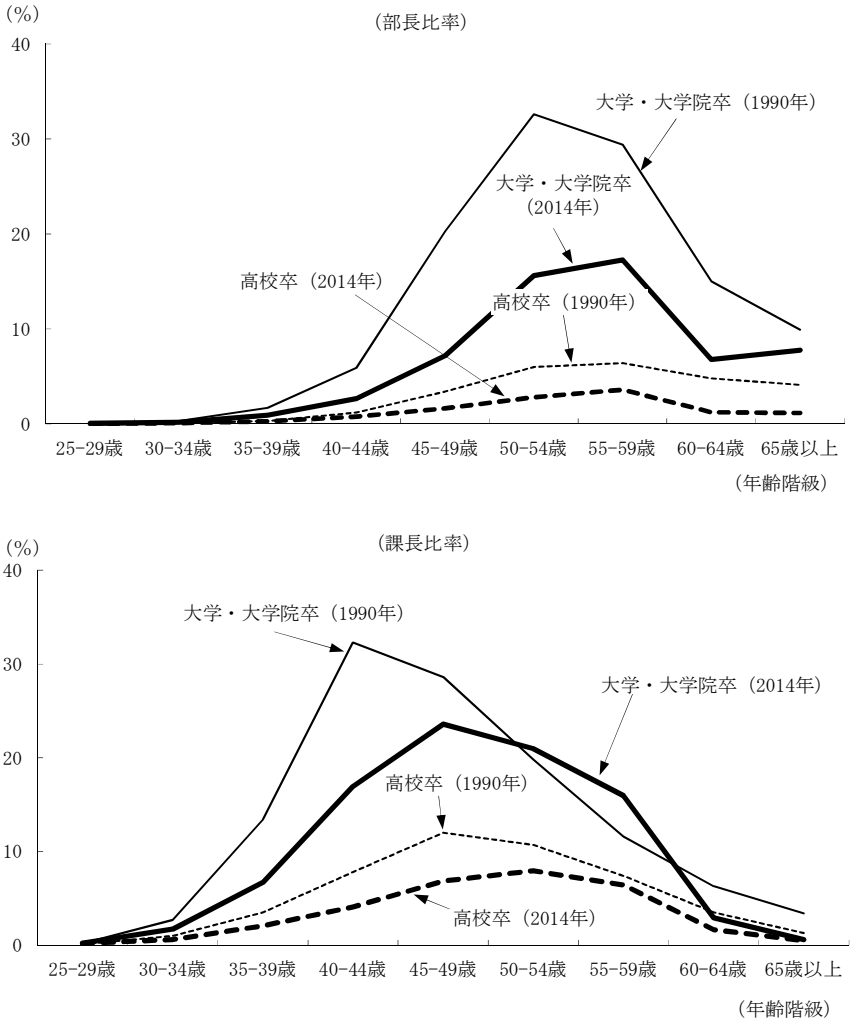 (%)
（部長比率）
40
大学・大学院卒（1990年）
30
大学・大学院卒
（2014年）
20
高校卒（2014年）
高校卒（1990年）
10
0
25-29歳 30-34歳 35-39歳 40-44歳 45-49歳 50-54歳 55-59歳 60-64歳 65歳以上
（年齢階級）
(%)
（課長比率）
40
大学・大学院卒（1990年）
30
大学・大学院卒（2014年）
20
高校卒（1990年）
10
高校卒（2014年）
0
25-29歳 30-34歳 35-39歳 40-44歳 45-49歳 50-54歳 55-59歳 60-64歳 65歳以上
（年齢階級）